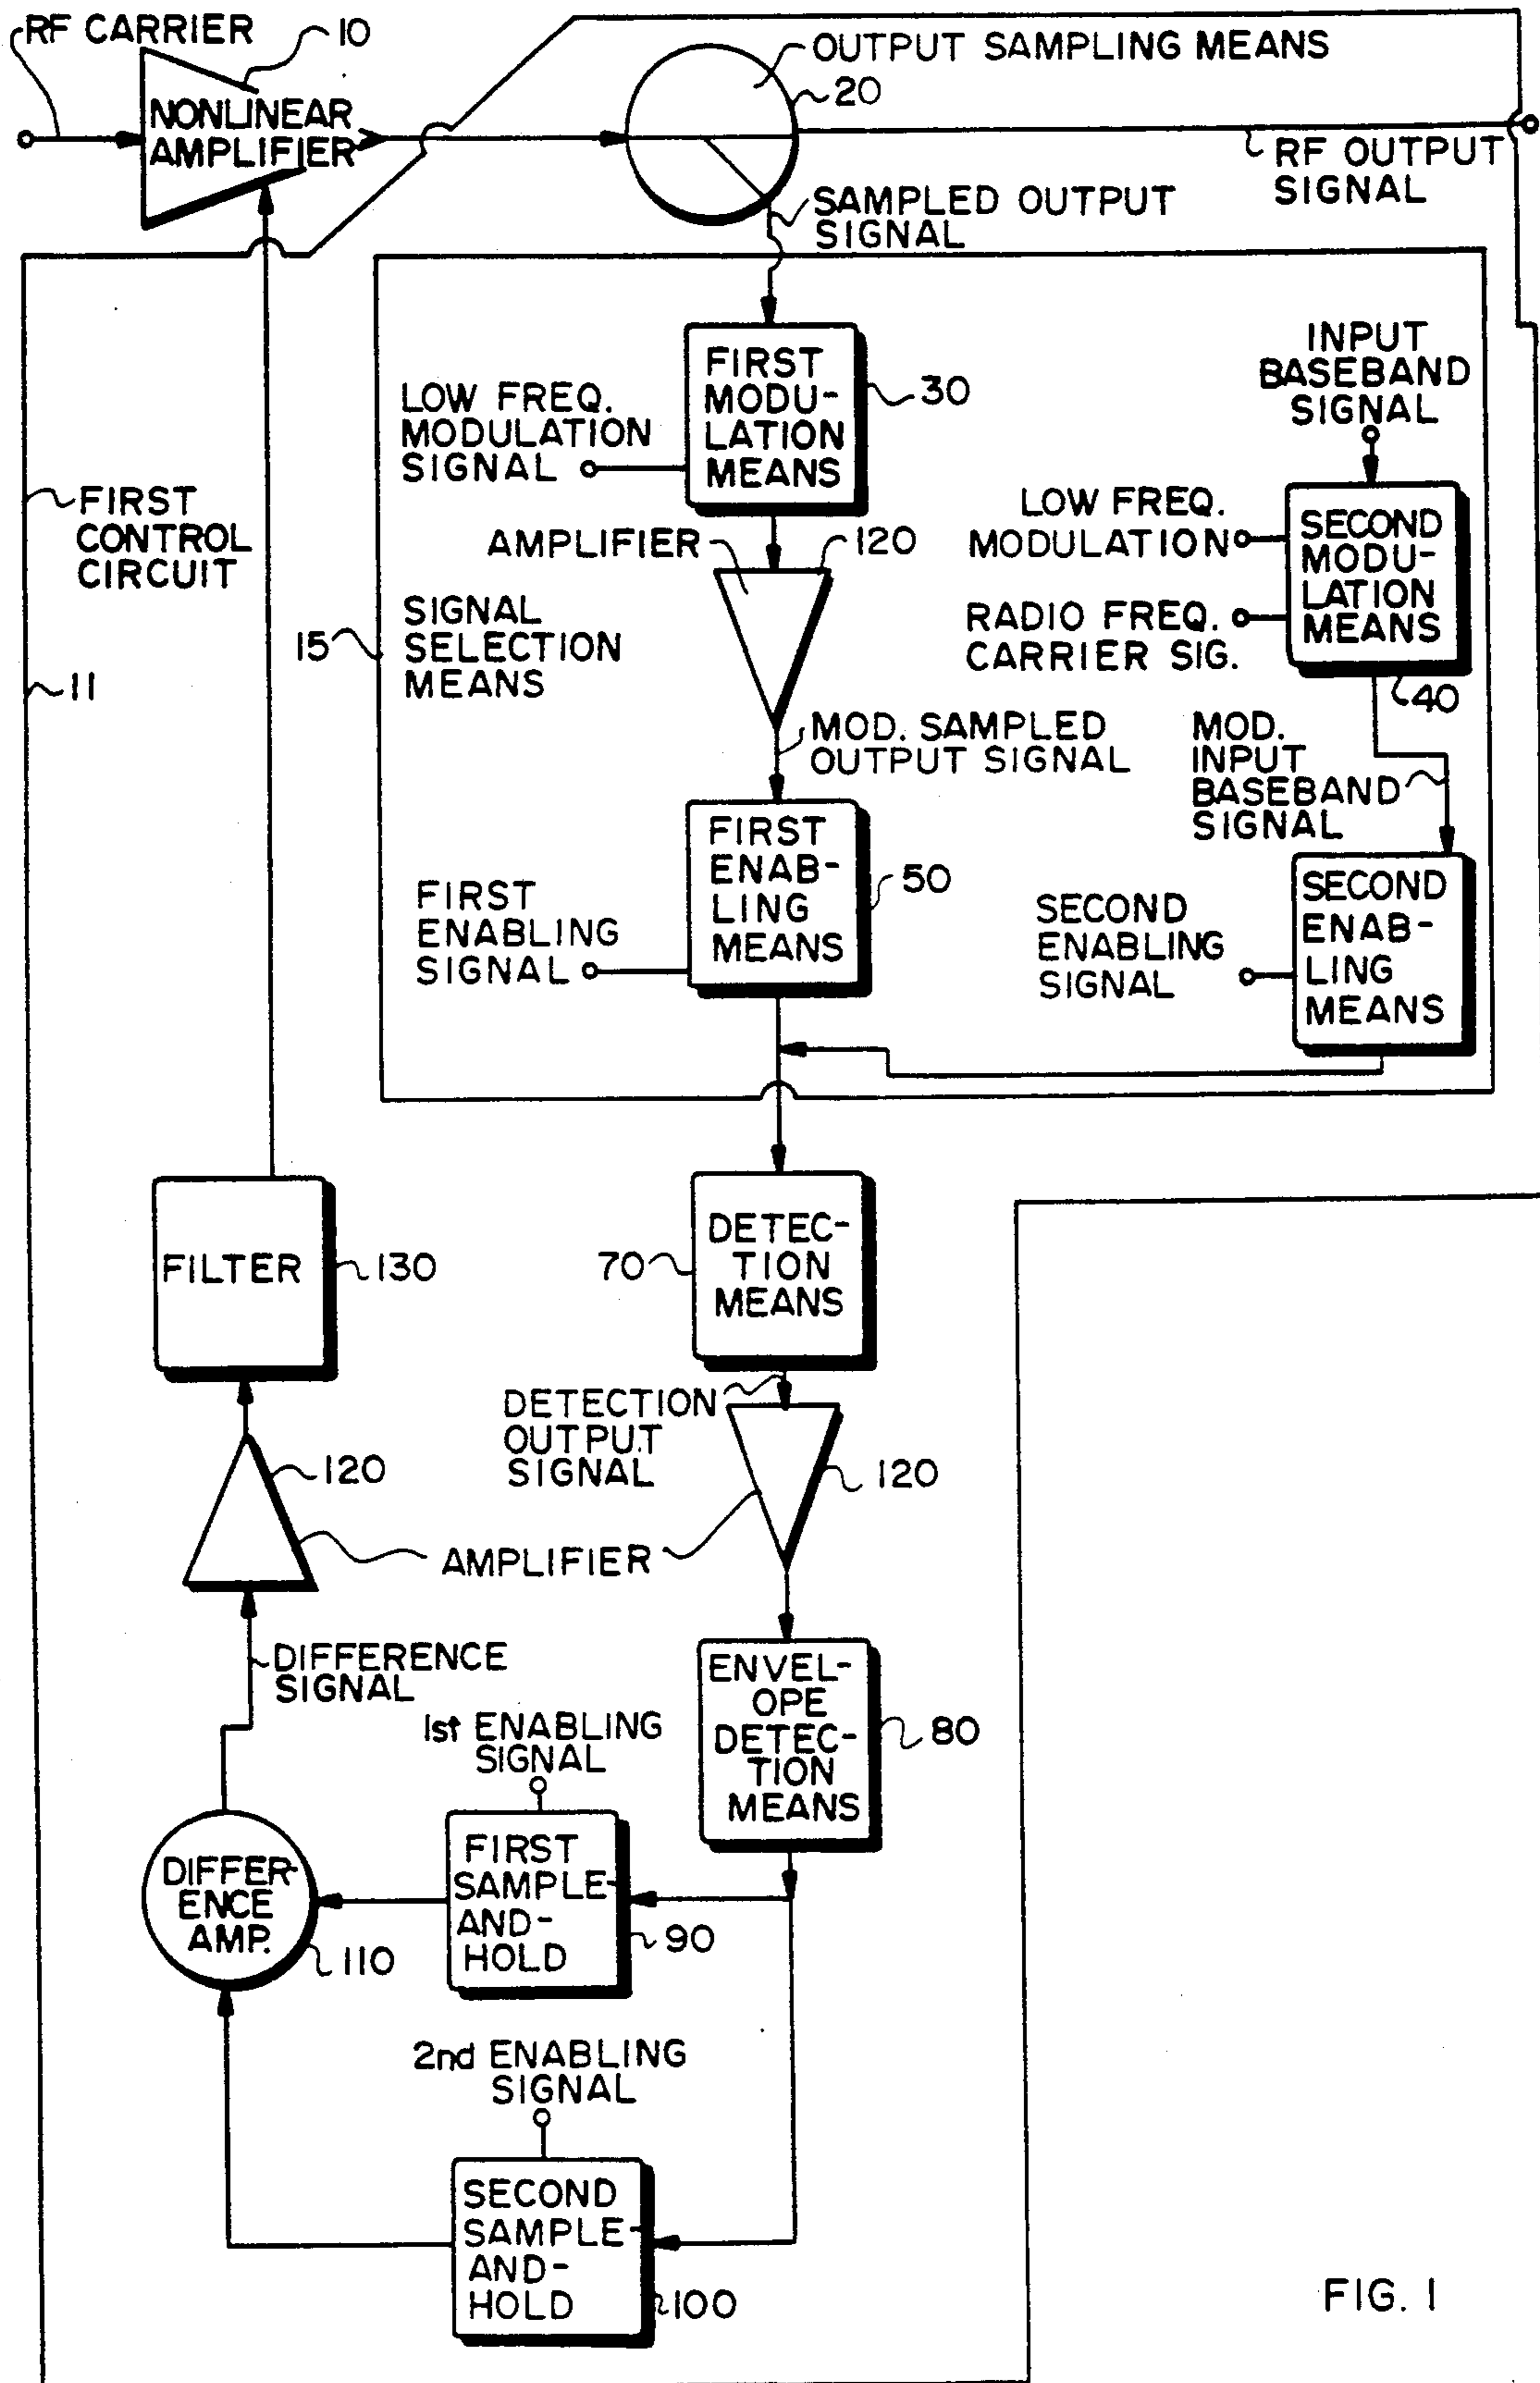 RF CARRIER
10
NONLINEAR
AMPLIFIER
OUTPUT SAMPLING MEANS
20
RF OUTPUT
SIGNAL
SAMPLED OUTPUT
SIGNAL
FIRST
MODU-
LATION
MEANS
30
LOW FREQ.
MODULATION
SIGNAL
INPUT
BASEBAND
SIGNAL
FIRST
CONTROL
CIRCUIT
11
AMPLIFIER
120
LOW FREQ.
MODULATION
RADIO FREQ.
CARRIER SIG.
SECOND
MODU-
LATION
MEANS
40
15
SIGNAL
SELECTION
MEANS
MOD. SAMPLED
OUTPUT SIGNAL
MOD.
INPUT
BASEBAND
SIGNAL
FIRST
ENAB-
LING
MEANS
50
FIRST
ENABLING
SIGNAL
SECOND
ENABLING
SIGNAL
SECOND
ENAB-
LING
MEANS
FILTER
130
70
DETEC-
TION
MEANS
DETECTION
OUTPUT
SIGNAL
120
120
AMPLIFIER
DIFFERENCE
SIGNAL
ENVEL-
OPE
DETEC-
TION
MEANS
80
1st ENABLING
SIGNAL
DIFFER-
ENCE
AMP.
110
FIRST
SAMPLE-
AND-
HOLD
90
2nd ENABLING
SIGNAL
SECOND
SAMPLE-
AND-
HOLD
100
FIG. 1